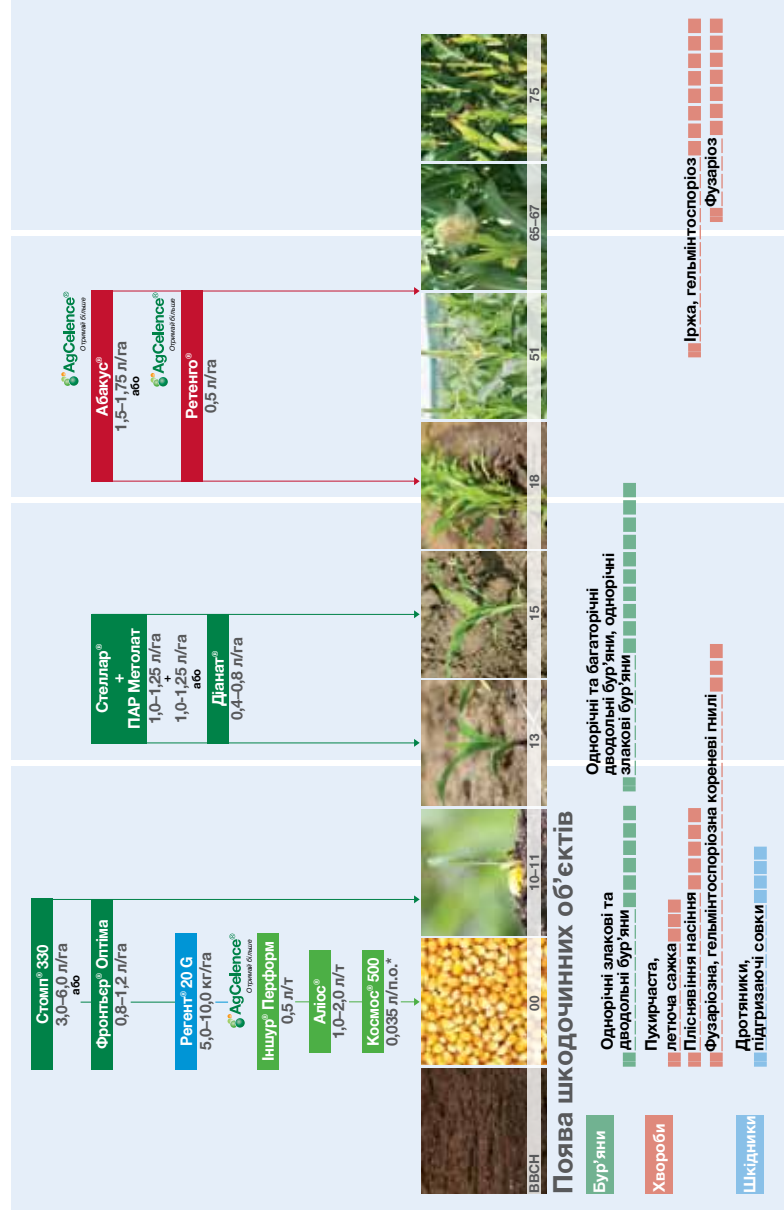 Стомп® 330
3,0–6,0 л/га
або
Фронтьєр® Оптіма
0,8–1,2 л/га
Регент® 20 G
5,0–10,0 кг/га
AgCelence®
Отримай більше
Іншур® Перформ
0,5 л/т
Аліос®
1,0–2,0 л/т
Космос® 500
0,035 л/п.о.*
Стеллар®
+
ПАР Метолат
1,0–1,25 л/га
+
1,0–1,25 л/га
або
Діанат®
0,4–0,8 л/га
AgCelence®
Отримай більше
Абакус®
1,5–1,75 л/га
або
AgCelence®
Отримай більше
Ретенго®
0,5 л/га
BBCH 00 10–11 13 15 18 51 65–67 75
Поява шкодочинних об’єктів
Бур’яни
Однорічні злакові та
дводольні бур’яни
Однорічні та багаторічні
дводольні бур’яни, однорічні
злакові бур’яни
Хвороби
Пухирчаста,
летюча сажка
Пліснявіння насіння
Фузаріозна, гельмінтоспоріозна кореневі гнилі
Іржа, гельмінтоспоріоз
Фузаріоз
Шкідники
Дротяники,
підгризаючі совки